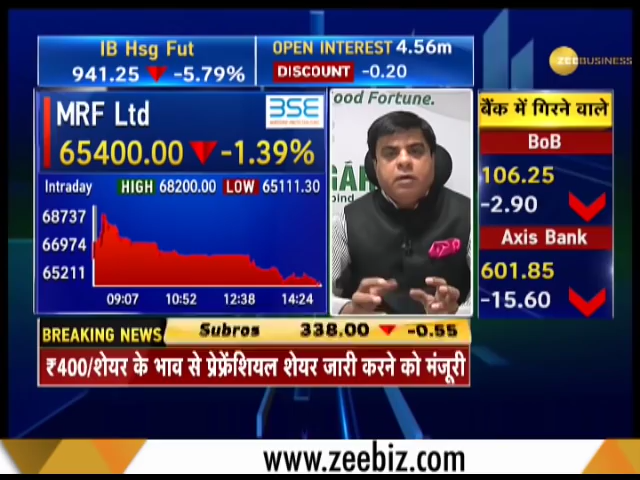 IB Hsg Fut
941.25 -5.79%
OPEN INTEREST 4.56m
DISCOUNT -0.20
ZEEBUSINESS
MRF Ltd
BSE
65400.00 -1.39%
Intraday HIGH 68200.00 LOW 65111.30
68737
66974
65211
09:07 10:52 12:38 14:24
ood Fortune.
बैंक में गिरने वाले
BoB
106.25
-2.90
Axis Bank
601.85
-15.60
BREAKING NEWS
Subros 338.00 -0.55
₹400/शेयर के भाव से प्रेफ्रेंशियल शेयर जारी करने को मंजूरी
www.zeebiz.com